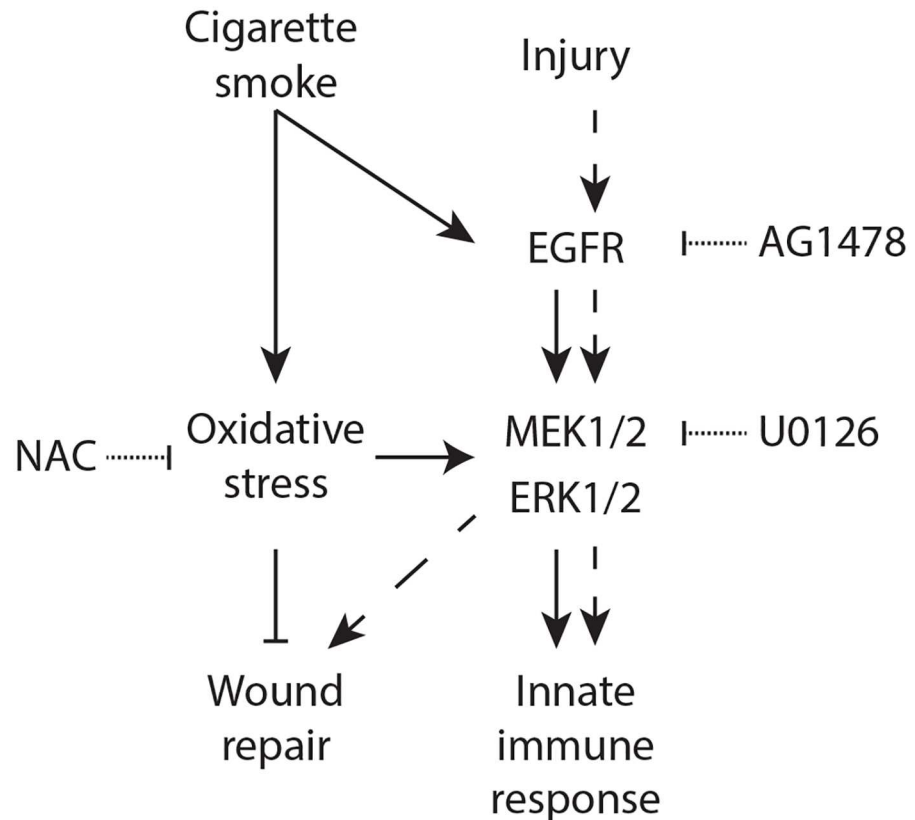 Cigarette
smoke
Injury
EGFR
AG1478
NAC
Oxidative
stress
MEK1/2
ERK1/2
U0126
Wound
repair
Innate
immune
response